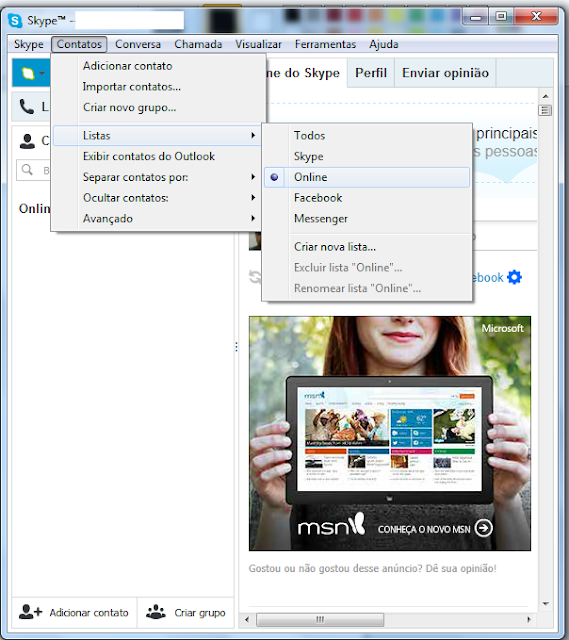 Skype™ -
Skype Contatos Conversa Chamada Visualizar Ferramentas Ajuda
Adicionar contato
Importar contatos...
Criar novo grupo...
Listas
Exibir contatos do Outlook
Separar contatos por:
Ocultar contatos:
Avançado
Todos
Skype
Online
Facebook
Messenger
Criar nova lista...
Excluir lista "Online"...
Renomear lista "Online"...
me do Skype Perfil Enviar opinião
L
C
B
Onlin
principais
s pessoas
ebook
Microsoft
msn
msn
CONHEÇA O NOVO MSN
Gostou ou não gostou desse anúncio? Dê sua opinião!
Adicionar contato Criar grupo